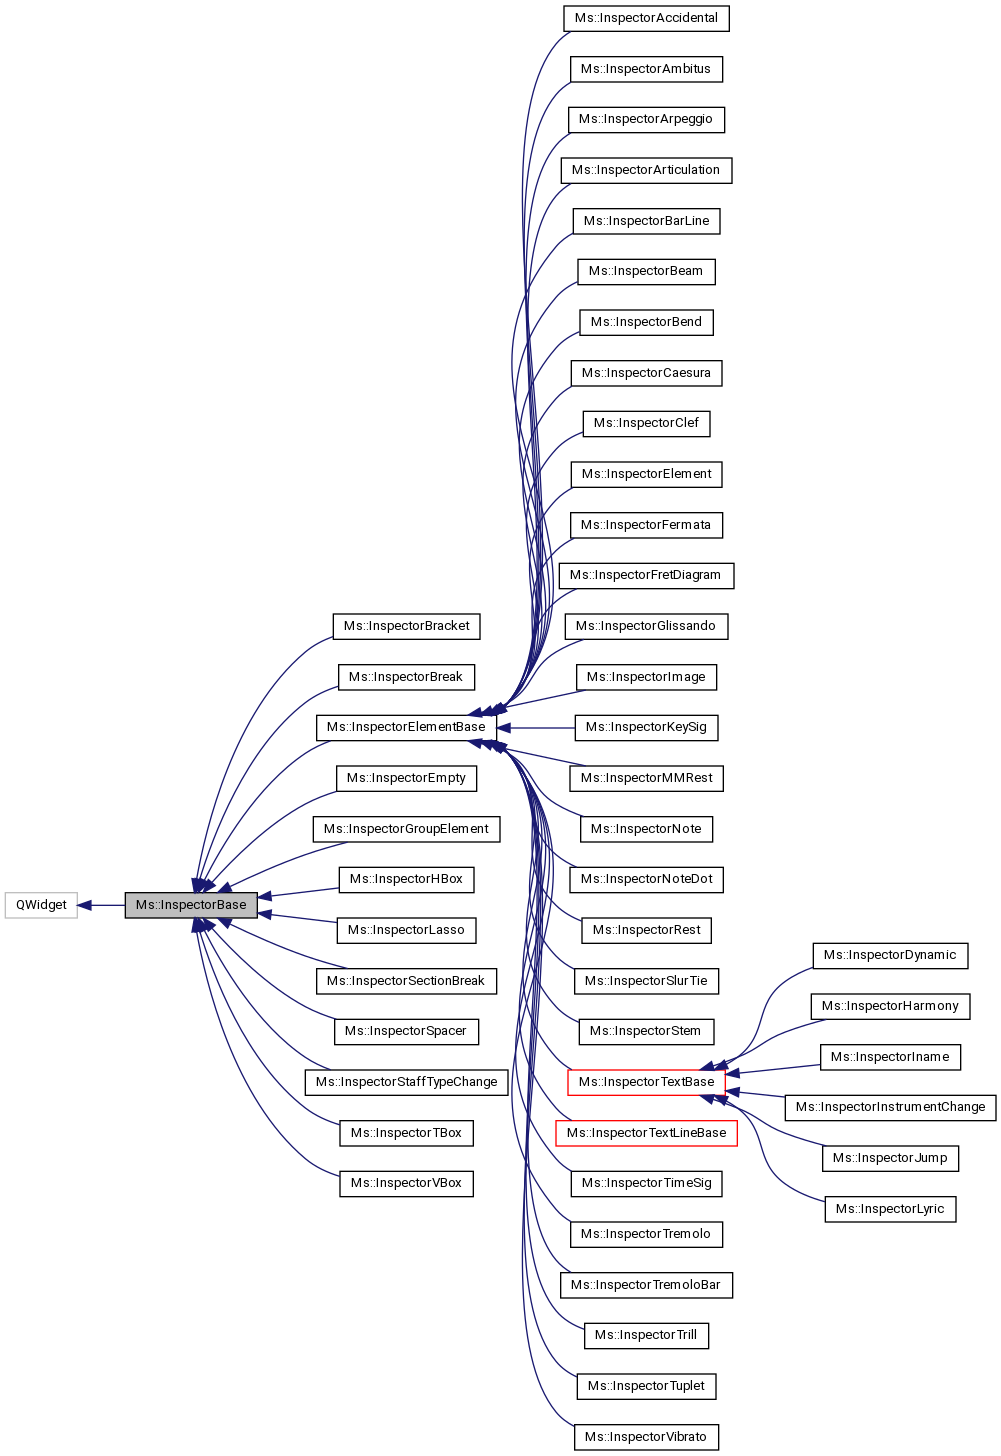 QWidget
Ms::InspectorBase
Ms::InspectorBracket
Ms::InspectorBreak
Ms::InspectorElementBase
Ms::InspectorEmpty
Ms::InspectorGroupElement
Ms::InspectorHBox
Ms::InspectorLasso
Ms::InspectorSectionBreak
Ms::InspectorSpacer
Ms::InspectorStaffTypeChange
Ms::InspectorTBox
Ms::InspectorVBox
Ms::InspectorAccidental
Ms::InspectorAmbitus
Ms::InspectorArpeggio
Ms::InspectorArticulation
Ms::InspectorBarLine
Ms::InspectorBeam
Ms::InspectorBend
Ms::InspectorCaesura
Ms::InspectorClef
Ms::InspectorElement
Ms::InspectorFermata
Ms::InspectorFretDiagram
Ms::InspectorGlissando
Ms::InspectorImage
Ms::InspectorKeySig
Ms::InspectorMMRest
Ms::InspectorNote
Ms::InspectorNoteDot
Ms::InspectorRest
Ms::InspectorSlurTie
Ms::InspectorStem
Ms::InspectorTextBase
Ms::InspectorTextLineBase
Ms::InspectorTimeSig
Ms::InspectorTremolo
Ms::InspectorTremoloBar
Ms::InspectorTrill
Ms::InspectorTuplet
Ms::InspectorVibrato
Ms::InspectorDynamic
Ms::InspectorHarmony
Ms::InspectorIname
Ms::InspectorInstrumentChange
Ms::InspectorJump
Ms::InspectorLyric